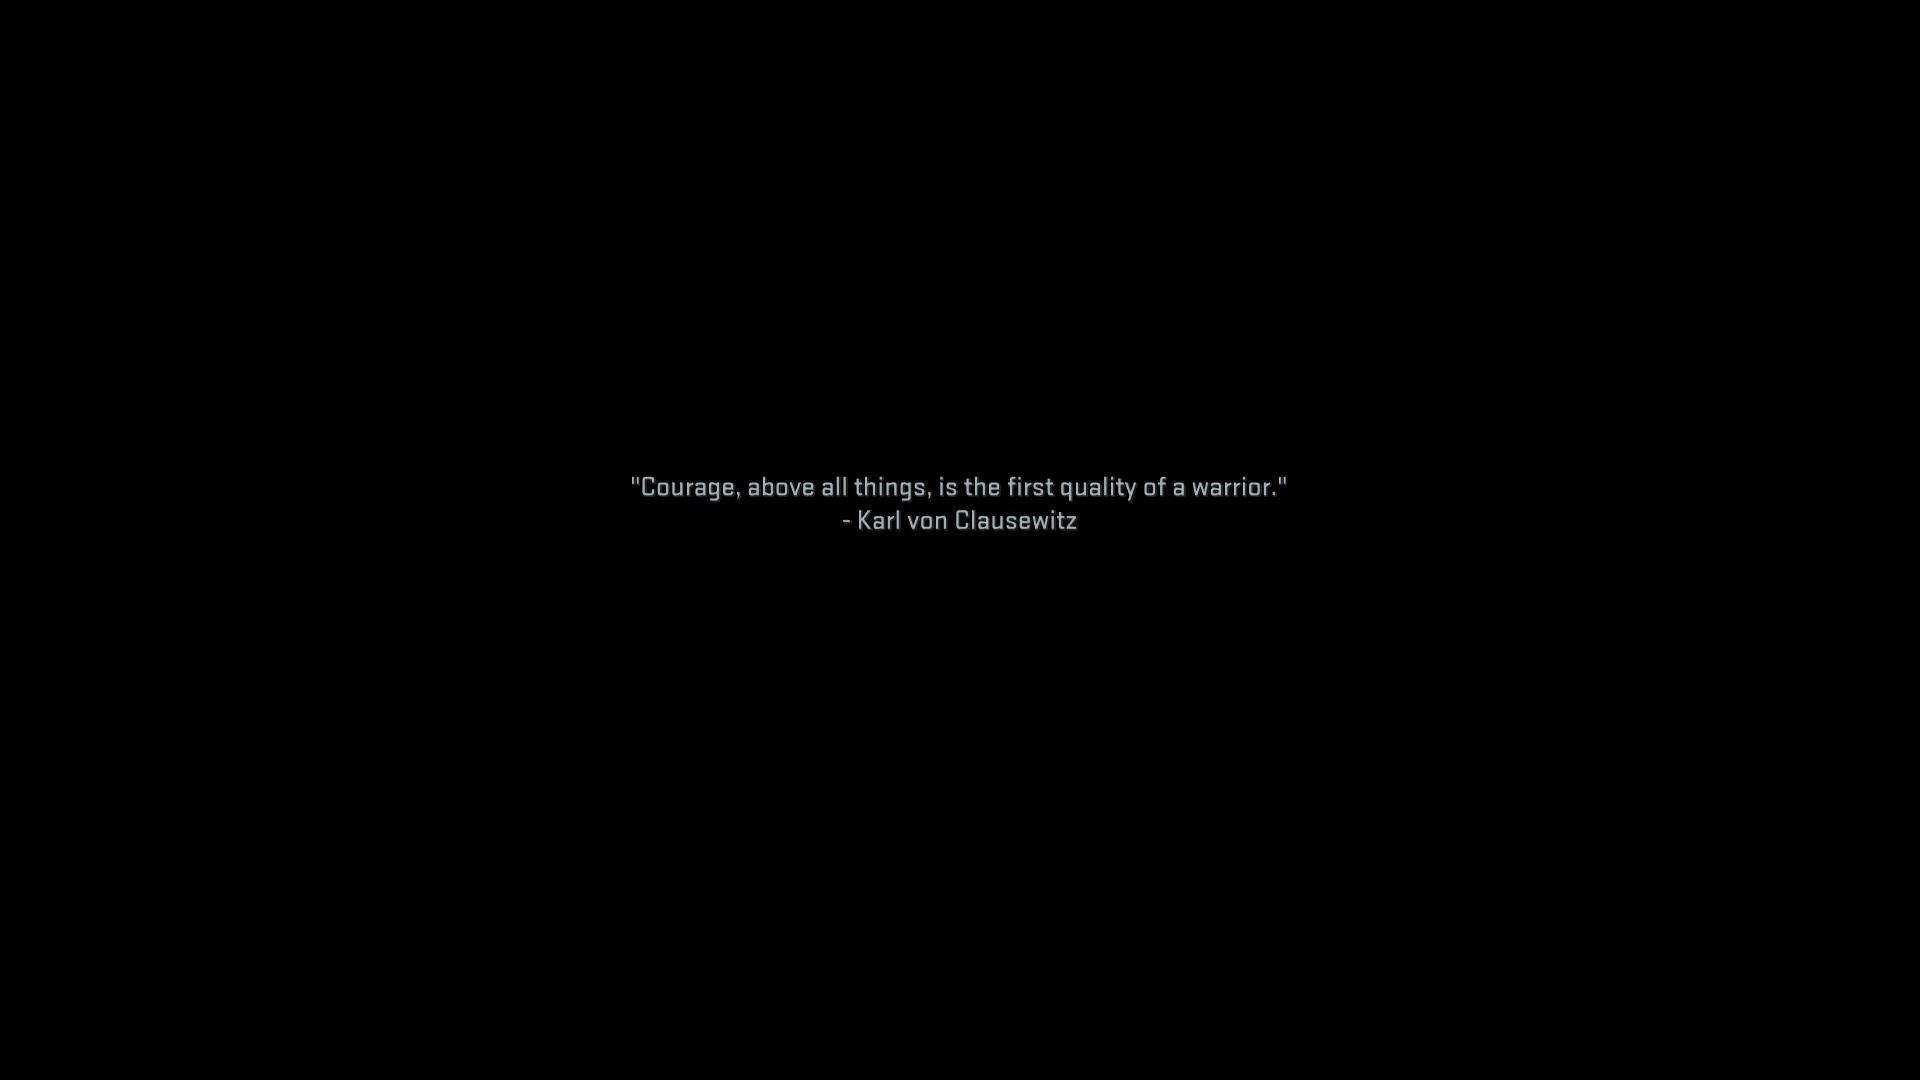 "Courage, above all things, is the first quality of a warrior."
- Karl von Clausewitz